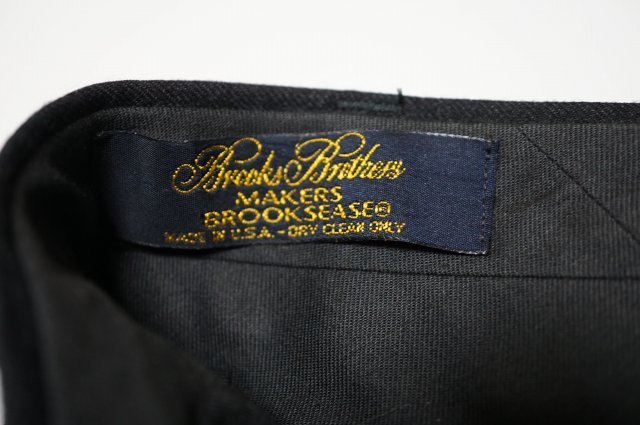 Brooks Brothers
MAKERS
BROOKSEASE®
MADE IN U.S.A. - DRY CLEAN ONLY